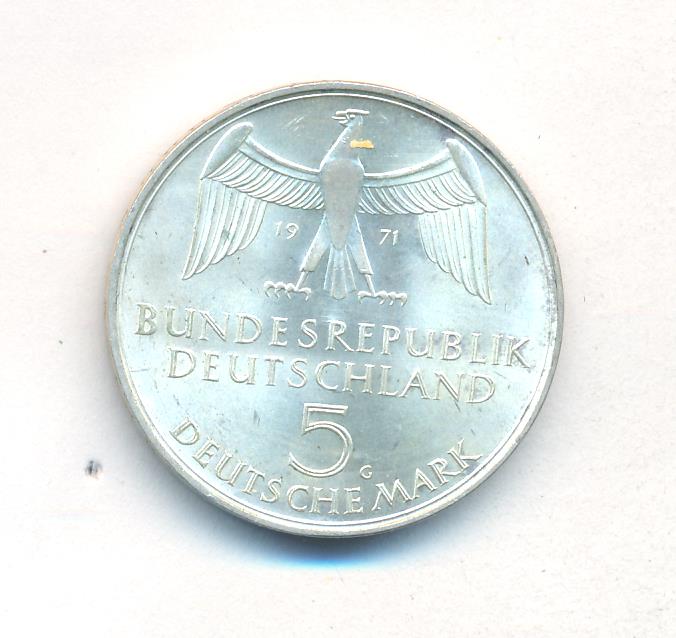 19 71
BUNDESREPUBLIK
DEUTSCHLAND
5
G
DEUTSCHE MARK